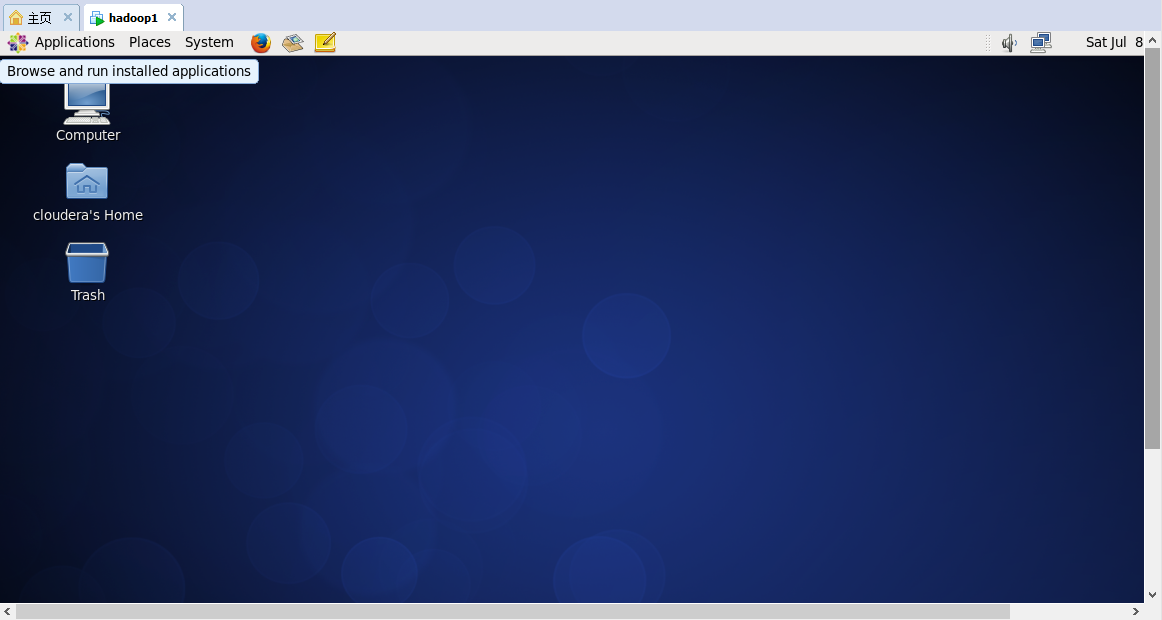 主页 hadoop1
Applications Places System Sat Jul 8
Browse and run installed applications
Computer
cloudera's Home
Trash